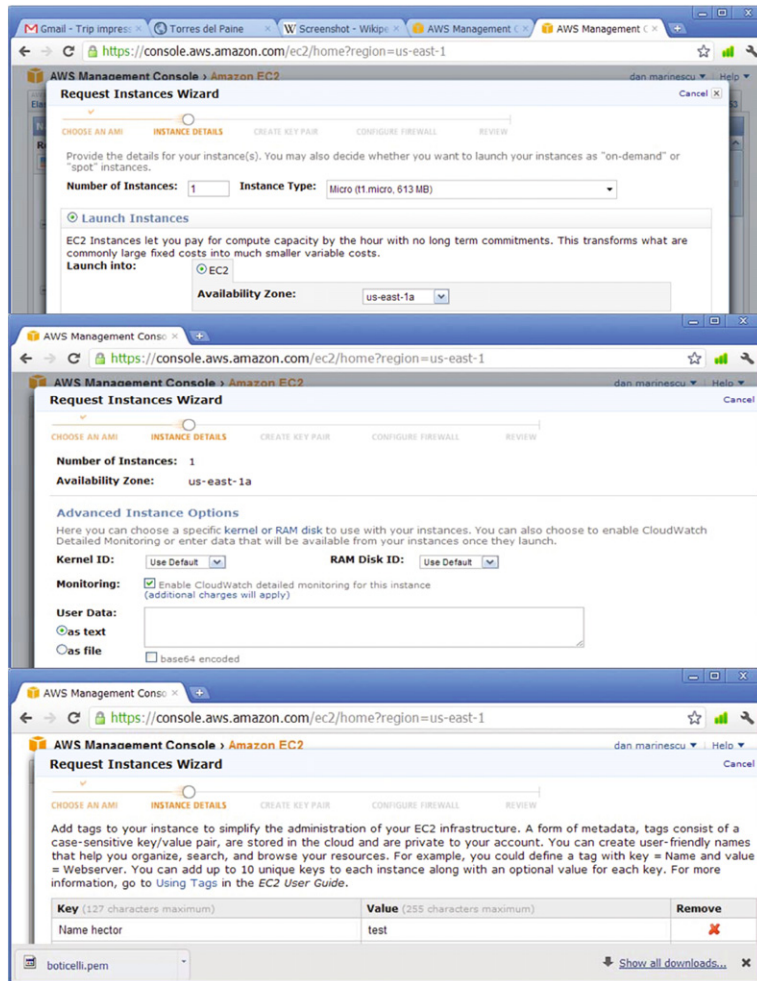 Gmail - Trip impress
Torres del Paine
Screenshot - Wikipe
AWS Management C
AWS Management C
https://console.aws.amazon.com/ec2/home?region=us-east-1
AWS Management Console › Amazon EC2
dan marinescu
Help
Request Instances Wizard
Cancel
CHOOSE AN AMI
INSTANCE DETAILS
CREATE KEY PAIR
CONFIGURE FIREWALL
REVIEW
Provide the details for your instance(s). You may also decide whether you want to launch your instances as "on-demand" or
"spot" instances.
Number of Instances: 1 Instance Type: Micro (t1.micro, 613 MB)
Launch Instances
EC2 Instances let you pay for compute capacity by the hour with no long term commitments. This transforms what are
commonly large fixed costs into much smaller variable costs.
Launch into: EC2
Availability Zone: us-east-1a
AWS Management Conso
https://console.aws.amazon.com/ec2/home?region=us-east-1
AWS Management Console › Amazon EC2
dan marinescu
Help
Request Instances Wizard
Cancel
CHOOSE AN AMI
INSTANCE DETAILS
CREATE KEY PAIR
CONFIGURE FIREWALL
REVIEW
Number of Instances: 1
Availability Zone: us-east-1a
Advanced Instance Options
Here you can choose a specific kernel or RAM disk to use with your instances. You can also choose to enable CloudWatch
Detailed Monitoring or enter data that will be available from your instances once they launch.
Kernel ID: Use Default RAM Disk ID: Use Default
Monitoring: Enable CloudWatch detailed monitoring for this instance
(additional charges will apply)
User Data:
as text
as file
base64 encoded
AWS Management Conso
https://console.aws.amazon.com/ec2/home?region=us-east-1
AWS Management Console › Amazon EC2
dan marinescu
Help
Request Instances Wizard
Cancel
CHOOSE AN AMI
INSTANCE DETAILS
CREATE KEY PAIR
CONFIGURE FIREWALL
REVIEW
Add tags to your instance to simplify the administration of your EC2 infrastructure. A form of metadata, tags consist of a
case-sensitive key/value pair, are stored in the cloud and are private to your account. You can create user-friendly names
that help you organize, search, and browse your resources. For example, you could define a tag with key = Name and value
= Webserver. You can add up to 10 unique keys to each instance along with an optional value for each key. For more
information, go to Using Tags in the EC2 User Guide.
Key (127 characters maximum) Value (255 characters maximum) Remove
Name hector test
boticelli.pem
Show all downloads...